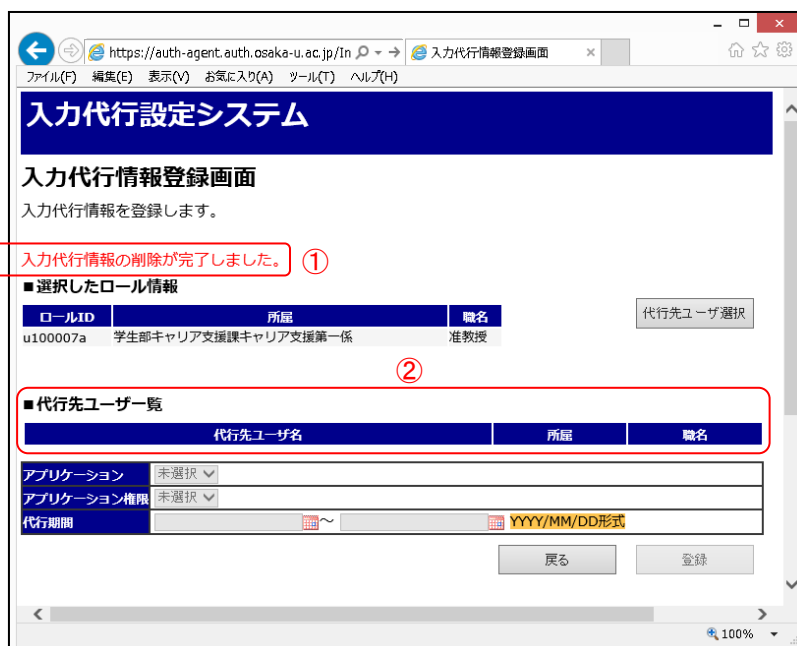 https://auth-agent.auth.osaka-u.ac.jp/In 入力代行情報登録画面
ファイル(F) 編集(E) 表示(V) お気に入り(A) ツール(T) ヘルプ(H)
入力代行設定システム
入力代行情報登録画面
入力代行情報を登録します。
入力代行情報の削除が完了しました。 ①
■選択したロール情報
ロールID 所属 職名
u100007a 学生部キャリア支援課キャリア支援第一係 准教授
代行先ユーザ選択
②
■代行先ユーザ一覧
代行先ユーザ名 所属 職名
アプリケーション 未選択
アプリケーション権限 未選択
代行期間 ～ YYYY/MM/DD形式
戻る 登録
100%